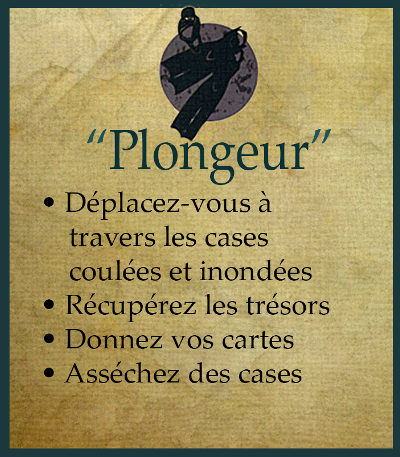 “Plongeur”
• Déplacez-vous à
travers les cases
coulées et inondées
• Récupérez les trésors
• Donnez vos cartes
• Asséchez des cases